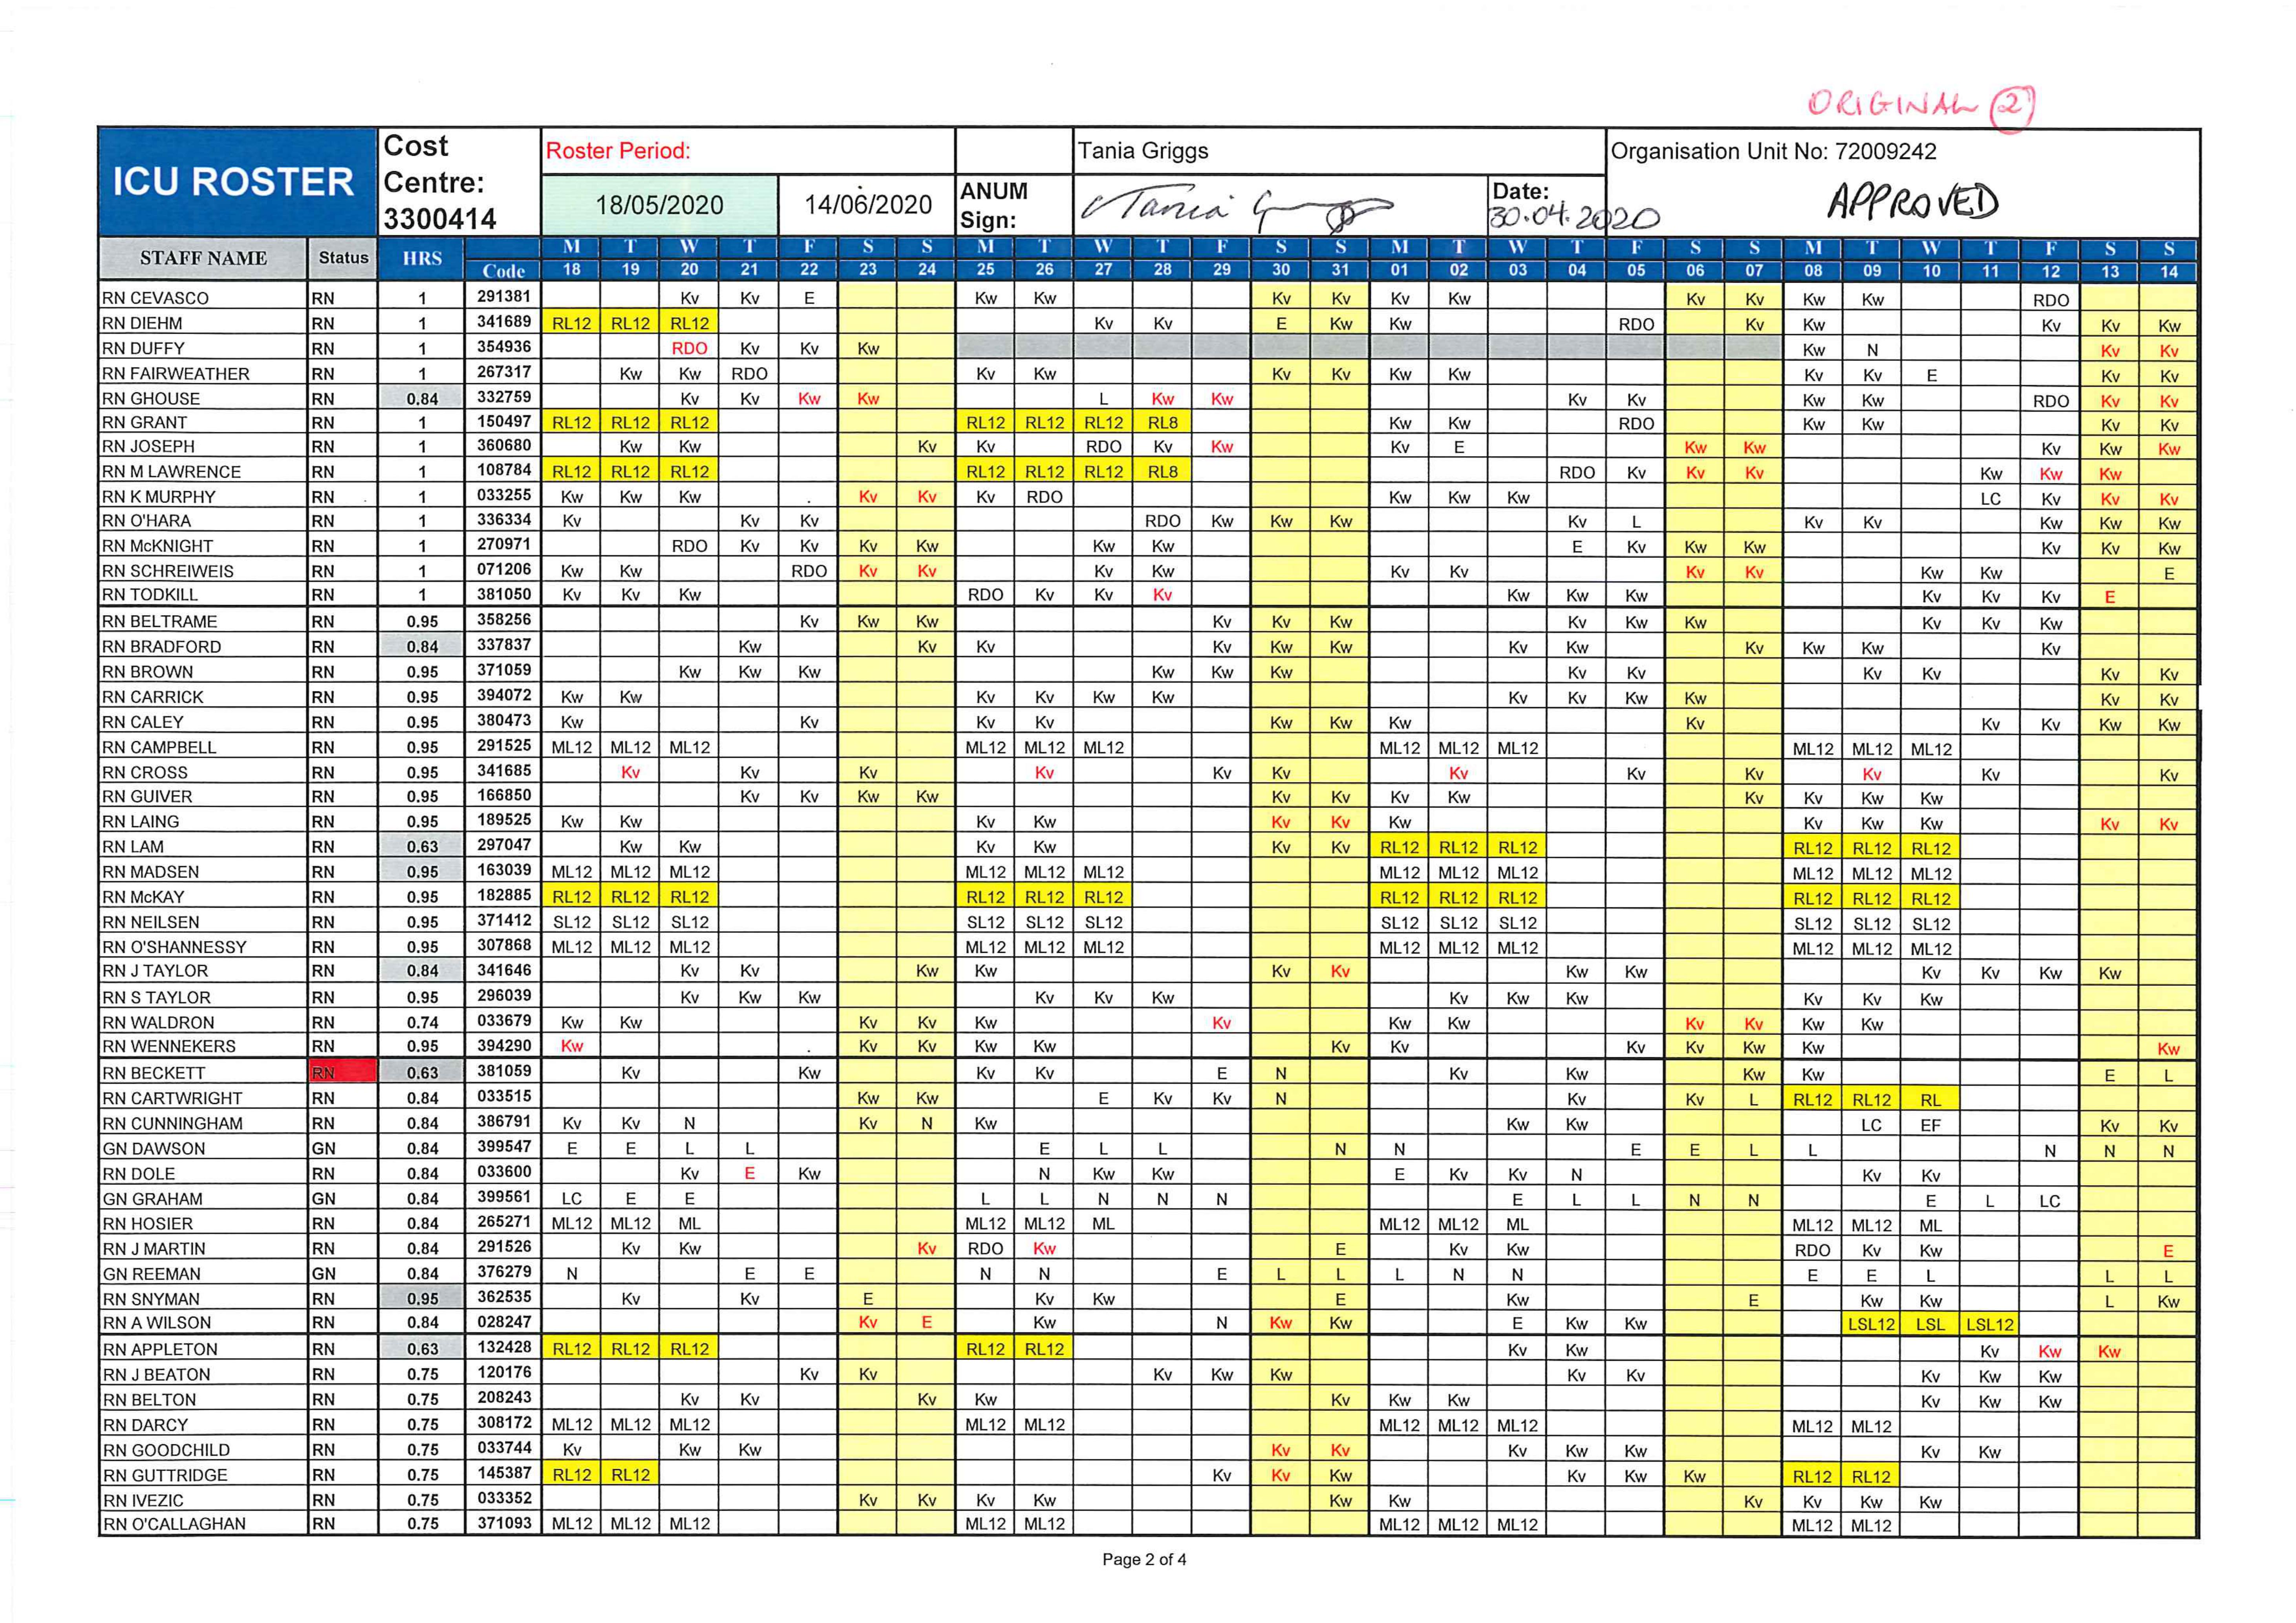 ORIGINAL 2
ICU ROSTER Cost Centre: 3300414 Roster Period: Tania Griggs Organisation Unit No: 72009242
18/05/2020 14/06/2020 ANUM Sign: Tania G Date: 30.04.2020 APPROVED
M T W T F S S M T W T F S S M T W T F S S M T W T F S S
STAFF NAME Status HRS Code 18 19 20 21 22 23 24 25 26 27 28 29 30 31 01 02 03 04 05 06 07 08 09 10 11 12 13 14
RN CEVASCO RN 1 291381 Kv Kv E Kw Kw Kv Kv Kv Kw Kv Kv Kw Kw RDO
RN DIEHM RN 1 341689 RL12 RL12 RL12 Kv Kv E Kw Kw RDO Kv Kw Kv Kv Kw
RN DUFFY RN 1 354936 RDO Kv Kv Kw Kw N Kv Kv
RN FAIRWEATHER RN 1 267317 Kw Kw RDO Kv Kw Kv Kv Kw Kw Kv Kv E Kv Kv
RN GHOUSE RN 0.84 332759 Kv Kv Kw Kw L Kw Kw Kv Kv Kw Kw RDO Kv Kv
RN GRANT RN 1 150497 RL12 RL12 RL12 RL12 RL12 RL12 RL8 Kw Kw RDO Kw Kw Kv Kv
RN JOSEPH RN 1 360680 Kw Kw Kv Kv RDO Kv Kw Kv E Kw Kw Kv Kw Kw
RN M LAWRENCE RN 1 108784 RL12 RL12 RL12 RL12 RL12 RL12 RL8 RDO Kv Kv Kv Kw Kw Kw
RN K MURPHY RN 1 033255 Kw Kw Kw Kv Kv Kv RDO Kw Kw Kw LC Kv Kv Kv
RN O'HARA RN 1 336334 Kv Kv Kv RDO Kw Kw Kw Kv L Kv Kv Kw Kw Kw
RN McKNIGHT RN 1 270971 RDO Kv Kv Kv Kw Kw Kw E Kv Kw Kw Kv Kv Kw
RN SCHREIWEIS RN 1 071206 Kw Kw RDO Kv Kv Kv Kw Kv Kv Kv Kv Kw Kw E
RN TODKILL RN 1 381050 Kv Kv Kw RDO Kv Kv Kv Kw Kw Kw Kv Kv Kv E
RN BELTRAME RN 0.95 358256 Kv Kw Kw Kv Kv Kw Kv Kw Kw Kv Kv Kw
RN BRADFORD RN 0.84 337837 Kw Kv Kv Kv Kw Kw Kv Kw Kv Kw Kw Kv
RN BROWN RN 0.95 371059 Kw Kw Kw Kw Kw Kw Kv Kv Kv Kv Kv Kv
RN CARRICK RN 0.95 394072 Kw Kw Kv Kv Kw Kw Kv Kv Kw Kw Kv Kv
RN CALEY RN 0.95 380473 Kw Kv Kv Kv Kw Kw Kw Kv Kv Kv Kw Kw
RN CAMPBELL RN 0.95 291525 ML12 ML12 ML12 ML12 ML12 ML12 ML12 ML12 ML12 ML12 ML12 ML12
RN CROSS RN 0.95 341685 Kv Kv Kv Kv Kv Kv Kv Kv Kv Kv Kv Kv
RN GUIVER RN 0.95 166850 Kv Kv Kw Kw Kv Kv Kv Kw Kv Kv Kw Kw
RN LAING RN 0.95 189525 Kw Kw Kv Kw Kv Kv Kw Kv Kw Kw Kv Kv
RN LAM RN 0.63 297047 Kw Kw Kv Kw Kv Kv RL12 RL12 RL12 RL12 RL12 RL12
RN MADSEN RN 0.95 163039 ML12 ML12 ML12 ML12 ML12 ML12 ML12 ML12 ML12 ML12 ML12 ML12
RN McKAY RN 0.95 182885 RL12 RL12 RL12 RL12 RL12 RL12 RL12 RL12 RL12 RL12 RL12 RL12
RN NEILSEN RN 0.95 371412 SL12 SL12 SL12 SL12 SL12 SL12 SL12 SL12 SL12 SL12 SL12 SL12
RN O'SHANNESSY RN 0.95 307868 ML12 ML12 ML12 ML12 ML12 ML12 ML12 ML12 ML12 ML12 ML12 ML12
RN J TAYLOR RN 0.84 341646 Kv Kv Kw Kw Kv Kv Kw Kw Kv Kv Kw Kw
RN S TAYLOR RN 0.95 296039 Kv Kw Kw Kv Kv Kw Kv Kw Kw Kv Kv Kw
RN WALDRON RN 0.74 033679 Kw Kw Kv Kv Kw Kv Kw Kw Kv Kv Kw Kw
RN WENNEKERS RN 0.95 394290 Kw Kv Kv Kw Kw Kv Kv Kv Kv Kw Kw Kw
RN BECKETT RN 0.63 381059 Kv Kw Kv Kv E N Kv Kw Kw Kw E L
RN CARTWRIGHT RN 0.84 033515 Kw Kw E Kv Kv N Kv Kv L RL12 RL12 RL
RN CUNNINGHAM RN 0.84 386791 Kv Kv N Kv N Kw Kw Kw LC EF Kv Kv
GN DAWSON GN 0.84 399547 E E L L E L L N N E E L L N N N
RN DOLE RN 0.84 033600 Kv E Kw N Kw Kw E Kv Kv N Kv Kv
GN GRAHAM GN 0.84 399561 LC E E L L N N N E L L N N E L LC
RN HOSIER RN 0.84 265271 ML12 ML12 ML ML12 ML12 ML ML12 ML12 ML ML12 ML12 ML
RN J MARTIN RN 0.84 291526 Kv Kw Kv RDO Kw E Kv Kw RDO Kv Kw E
GN REEMAN GN 0.84 376279 N E E N N E L L L N N E E L L L
RN SNYMAN RN 0.95 362535 Kv Kv E Kv Kw E Kw E Kw Kw L Kw
RN A WILSON RN 0.84 028247 Kv E Kw N Kw Kw E Kw Kw LSL12 LSL LSL12
RN APPLETON RN 0.63 132428 RL12 RL12 RL12 RL12 RL12 Kv Kw Kv Kw Kw
RN J BEATON RN 0.75 120176 Kv Kv Kv Kw Kw Kv Kv Kv Kw Kw
RN BELTON RN 0.75 208243 Kv Kv Kv Kw Kv Kw Kw Kv Kw Kw
RN DARCY RN 0.75 308172 ML12 ML12 ML12 ML12 ML12 ML12 ML12 ML12 ML12 ML12
RN GOODCHILD RN 0.75 033744 Kv Kw Kw Kv Kv Kv Kw Kw Kv Kw
RN GUTTRIDGE RN 0.75 145387 RL12 RL12 Kv Kv Kw Kv Kw Kw RL12 RL12
RN IVEZIC RN 0.75 033352 Kv Kv Kv Kw Kw Kw Kv Kv Kw Kw
RN O'CALLAGHAN RN 0.75 371093 ML12 ML12 ML12 ML12 ML12 ML12 ML12 ML12 ML12 ML12
Page 2 of 4